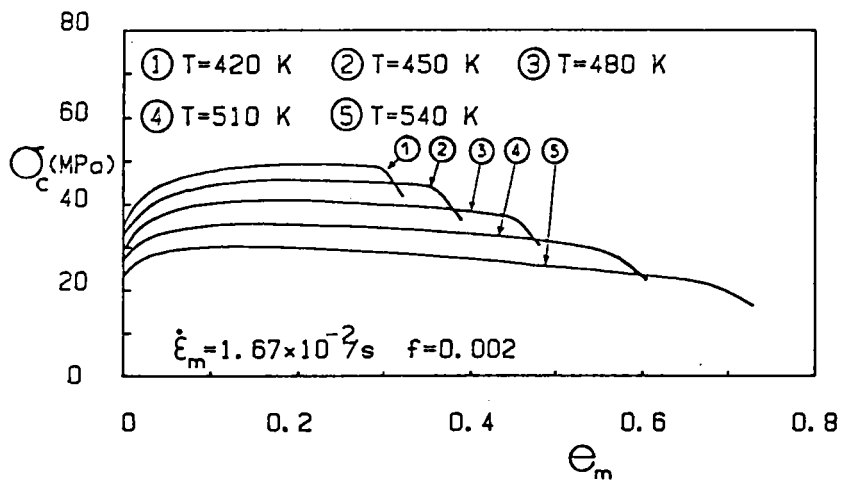 80
① T=420 K ② T=450 K ③ T=480 K
④ T=510 K ⑤ T=540 K
60
① ② ③ ④ ⑤
σc (MPa)
40
20
ε̇m=1.67×10⁻²/s f=0.002
0
0 0.2 0.4 0.6 0.8
em